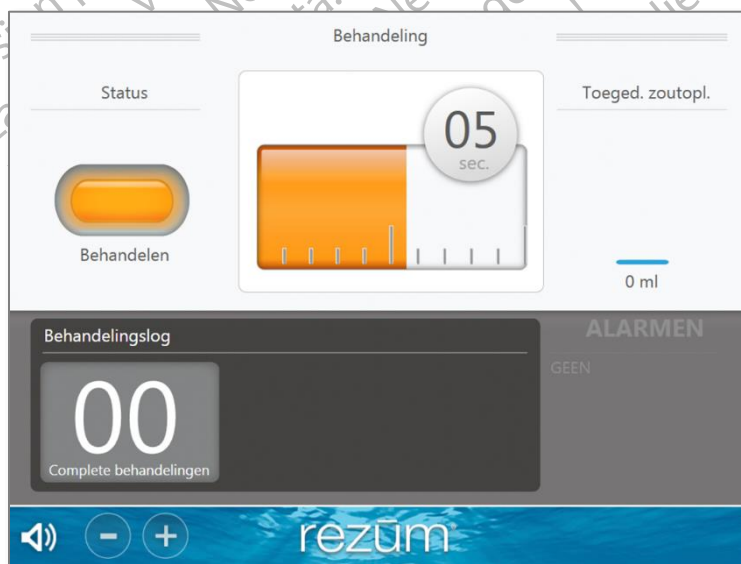 Behandeling
Status
Toeged. zoutopl.
05
sec.
Behandelen
0 ml
Behandelingslog
ALARMEN
GEEN
00
Complete behandelingen
rezūm